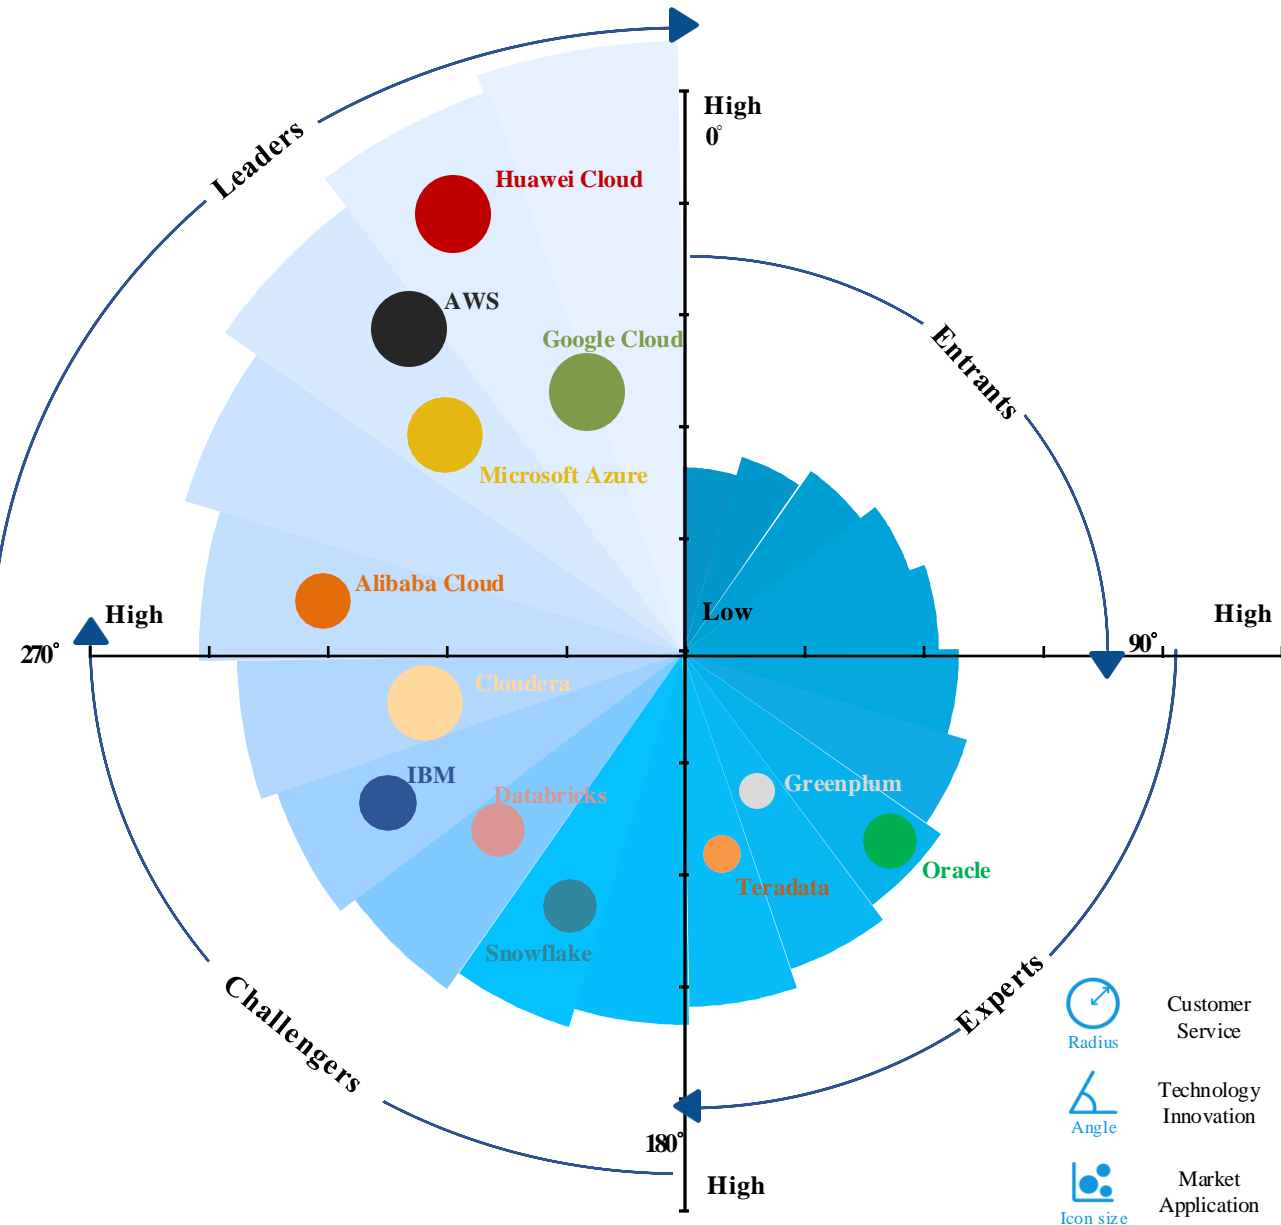 High
0°
Leaders
Huawei Cloud
AWS
Google Cloud
Entrants
Microsoft Azure
Alibaba Cloud
High
Low
High
270°
90°
Cloudera
IBM
Databricks
Greenplum
Oracle
Teradata
Snowflake
Challengers
Experts
Customer
Service
Radius
Technology
Innovation
Angle
180°
High
Market
Application
Icon size